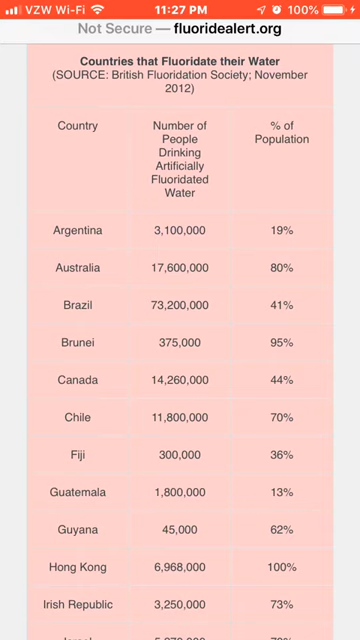 VZW Wi-Fi 11:27 PM 100%
Not Secure — fluoridealert.org
Countries that Fluoridate their Water
(SOURCE: British Fluoridation Society; November
2012)
Country Number of People Drinking Artificially Fluoridated Water % of Population
Argentina 3,100,000 19%
Australia 17,600,000 80%
Brazil 73,200,000 41%
Brunei 375,000 95%
Canada 14,260,000 44%
Chile 11,800,000 70%
Fiji 300,000 36%
Guatemala 1,800,000 13%
Guyana 45,000 62%
Hong Kong 6,968,000 100%
Irish Republic 3,250,000 73%